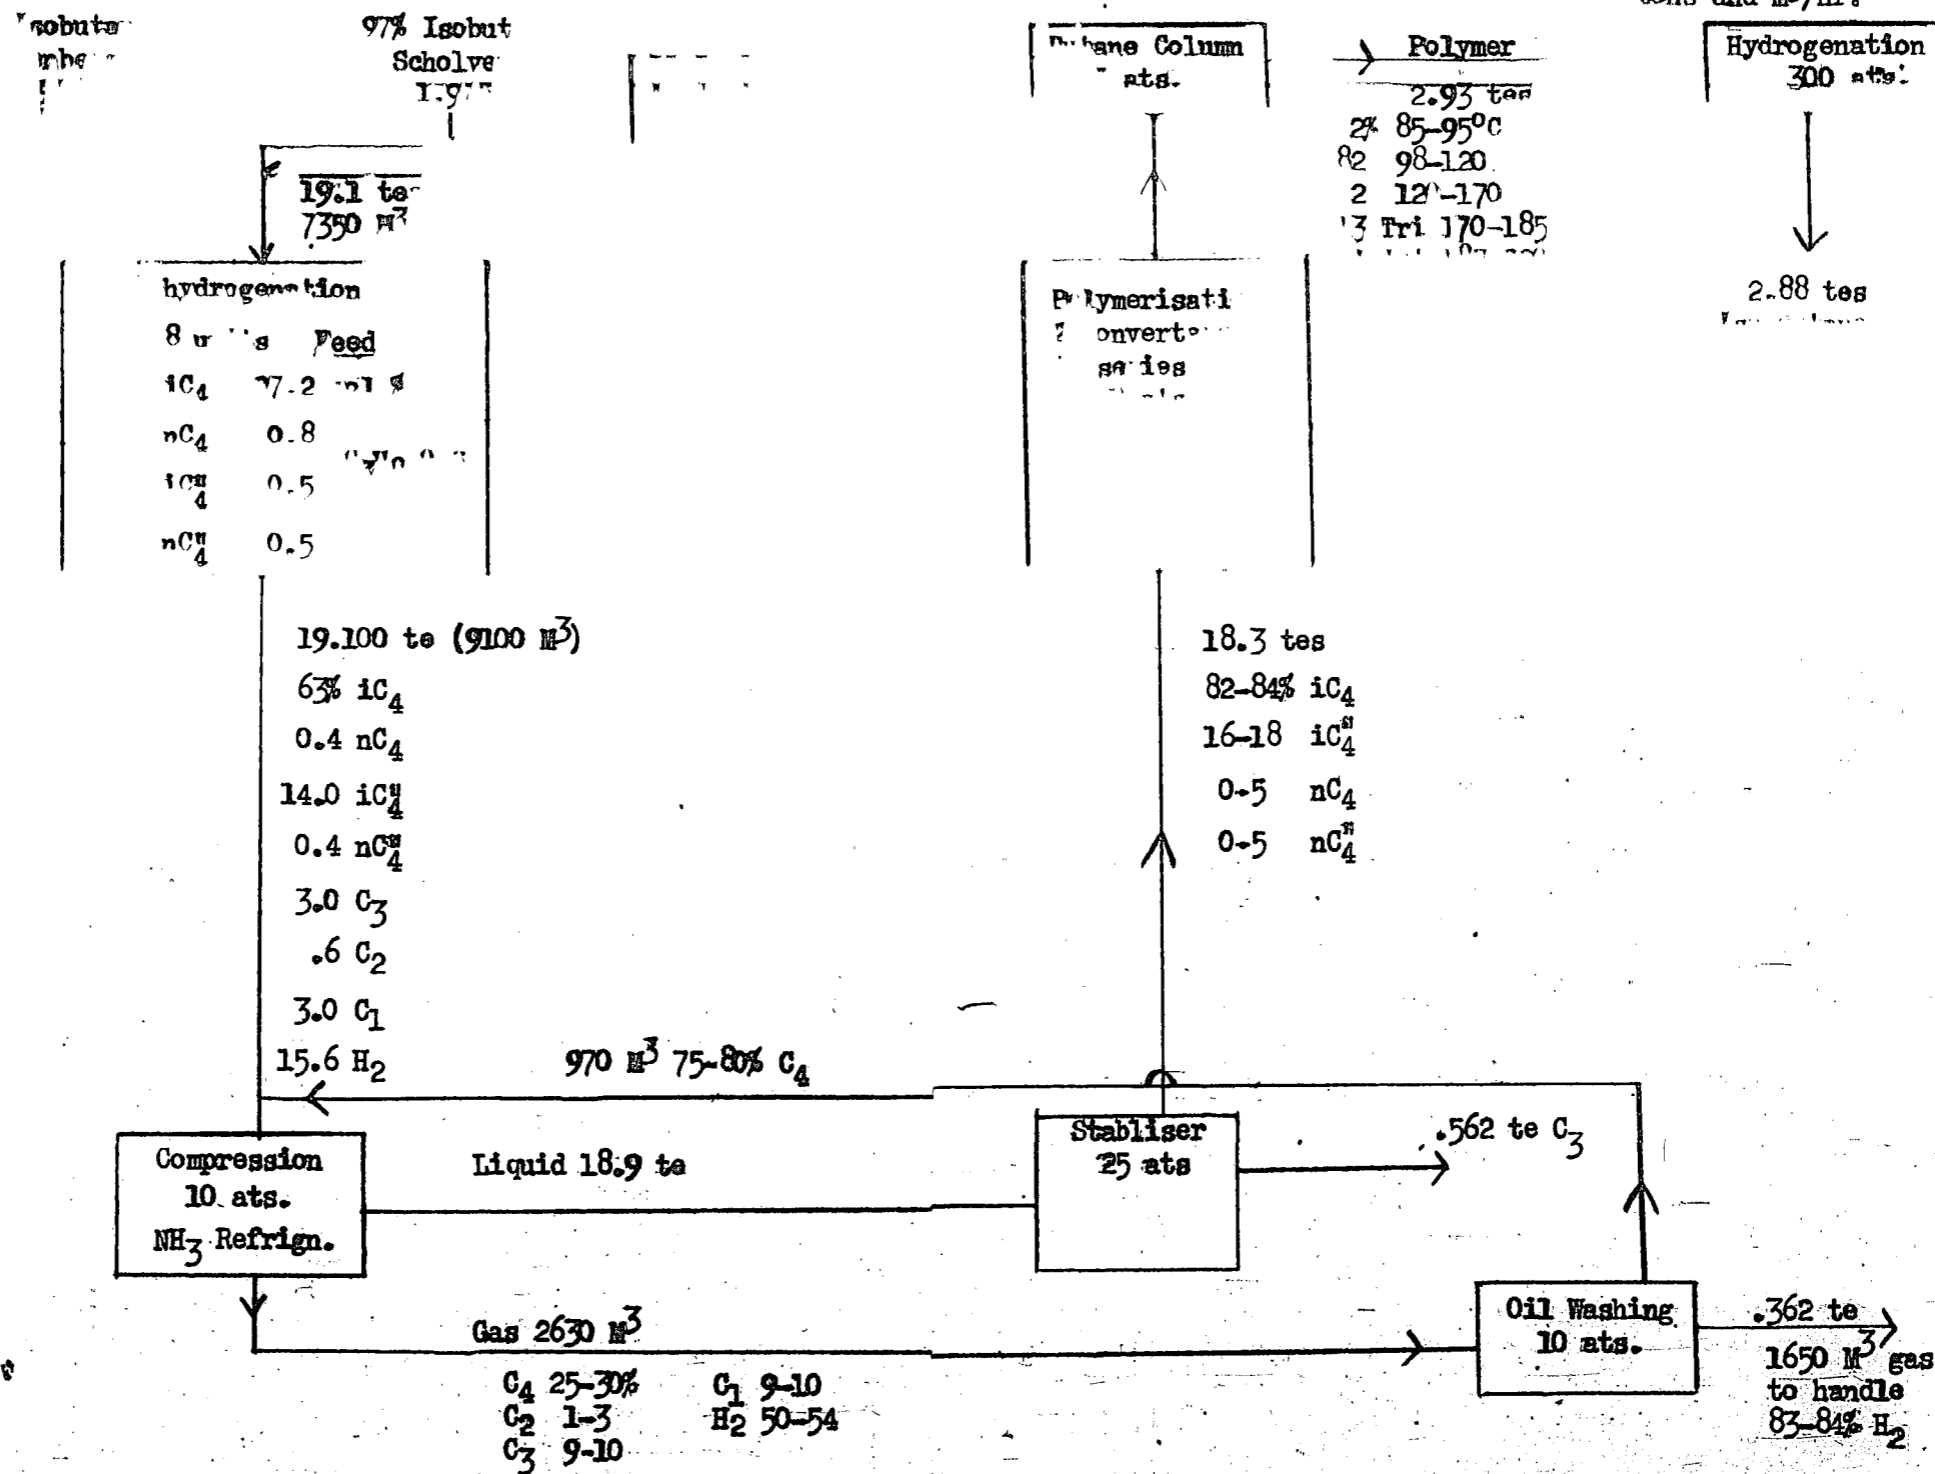 97% Isobut
Column
ats.
Polymer
2.93 tes
2% 85-95°C
82 98-120
2 -170
Tri 170-185
Hydrogenation
300 ats.
19.1 te
7350 M³
hydrogenation
8 Feed
iC₄
nC₄ 0.8
iC₄" 0.5
nC₄" 0.5
series
2.88 tes
19.100 te (9100 M³)
63% iC₄
0.4 nC₄
14.0 iC₄"
0.4 nC₄"
3.0 C₃
.6 C₂
3.0 C₁
15.6 H₂
18.3 tes
82-84% iC₄
16-18 iC₄"
0-5 nC₄
0-5 nC₄"
970 M³ 75-80% C₄
Compression
10 ats.
NH₃ Refrign.
Liquid 18.9 te
Stabliser
25 ats
.562 te C₃
Gas 2630 M³
C₄ 25-30% C₁ 9-10
C₂ 1-3 H₂ 50-54
C₃ 9-10
Oil Washing
10 ats.
.362 te
1650 M³ gas
to handle
83-84% H₂